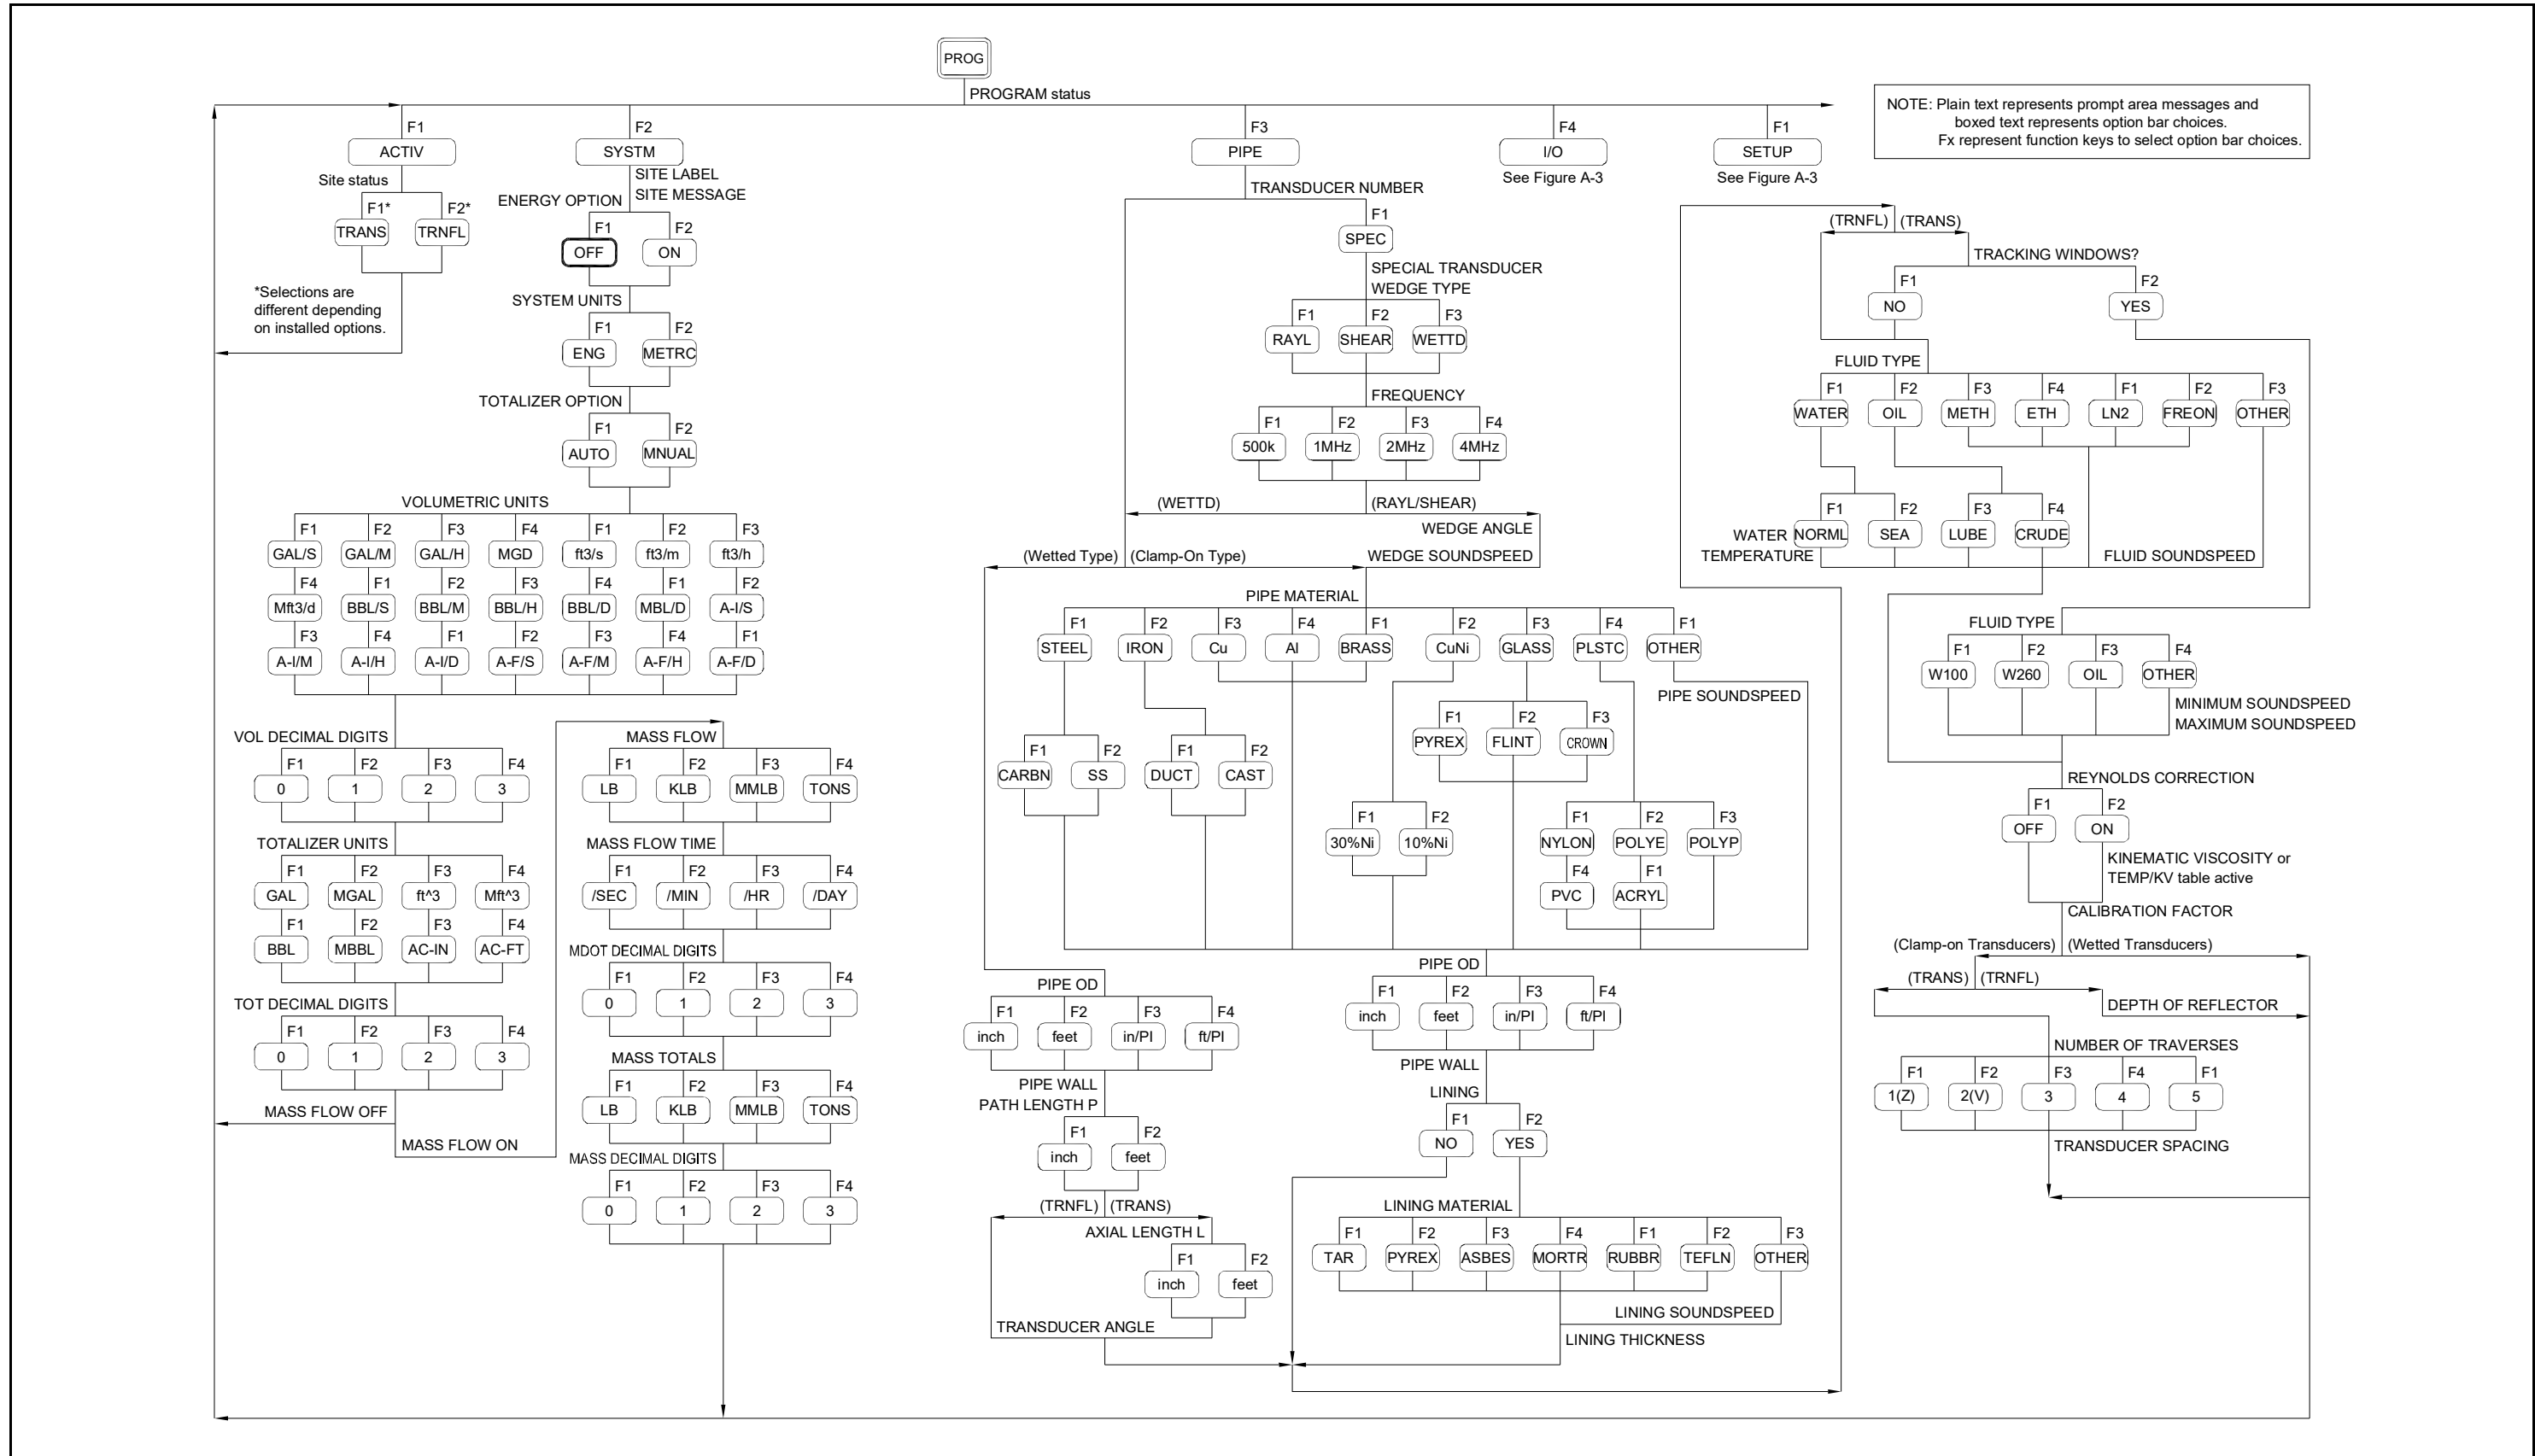 PROG
PROGRAM status
NOTE: Plain text represents prompt area messages and
boxed text represents option bar choices.
Fx represent function keys to select option bar choices.
F1 F2 F3 F4 F1
ACTIV SYSTM PIPE I/O SETUP
See Figure A-3 See Figure A-3
Site status
F1* F2*
TRANS TRNFL
*Selections are
different depending
on installed options.
SITE LABEL
SITE MESSAGE
ENERGY OPTION
F1 F2
OFF ON
SYSTEM UNITS
F1 F2
ENG METRC
TOTALIZER OPTION
F1 F2
AUTO MNUAL
VOLUMETRIC UNITS
F1 F2 F3 F4 F1 F2 F3
GAL/S GAL/M GAL/H MGD ft3/s ft3/m ft3/h
F4 F1 F2 F3 F4 F1 F2
Mft3/d BBL/S BBL/M BBL/H BBL/D MBL/D A-I/S
F3 F4 F1 F2 F3 F4 F1
A-I/M A-I/H A-I/D A-F/S A-F/M A-F/H A-F/D
VOL DECIMAL DIGITS
F1 F2 F3 F4
0 1 2 3
TOTALIZER UNITS
F1 F2 F3 F4
GAL MGAL ft^3 Mft^3
F1 F2 F3 F4
BBL MBBL AC-IN AC-FT
TOT DECIMAL DIGITS
F1 F2 F3 F4
0 1 2 3
MASS FLOW OFF
MASS FLOW ON
MASS FLOW
F1 F2 F3 F4
LB KLB MMLB TONS
MASS FLOW TIME
F1 F2 F3 F4
/SEC /MIN /HR /DAY
MDOT DECIMAL DIGITS
F1 F2 F3 F4
0 1 2 3
MASS TOTALS
F1 F2 F3 F4
LB KLB MMLB TONS
MASS DECIMAL DIGITS
F1 F2 F3 F4
0 1 2 3
TRANSDUCER NUMBER
F1
SPEC
SPECIAL TRANSDUCER
WEDGE TYPE
F1 F2 F3
RAYL SHEAR WETTD
FREQUENCY
F1 F2 F3 F4
500k 1MHz 2MHz 4MHz
(WETTD) (RAYL/SHEAR)
WEDGE ANGLE
(Wetted Type) (Clamp-On Type) WEDGE SOUNDSPEED
PIPE MATERIAL
F1 F2 F3 F4 F1 F2 F3 F4 F1
STEEL IRON Cu Al BRASS CuNi GLASS PLSTC OTHER
PIPE SOUNDSPEED
F1 F2 F3
PYREX FLINT CROWN
F1 F2 F1 F2
CARBN SS DUCT CAST
F1 F2
30%Ni 10%Ni
F1 F2 F3
NYLON POLYE POLYP
F4 F1
PVC ACRYL
PIPE OD
F1 F2 F3 F4
inch feet in/PI ft/PI
PIPE WALL
PATH LENGTH P
F1 F2
inch feet
(TRNFL) (TRANS)
AXIAL LENGTH L
F1 F2
inch feet
TRANSDUCER ANGLE
PIPE OD
F1 F2 F3 F4
inch feet in/PI ft/PI
PIPE WALL
LINING
F1 F2
NO YES
LINING MATERIAL
F1 F2 F3 F4 F1 F2 F3
TAR PYREX ASBES MORTR RUBBR TEFLN OTHER
LINING SOUNDSPEED
LINING THICKNESS
(TRNFL) (TRANS)
TRACKING WINDOWS?
F1 F2
NO YES
FLUID TYPE
F1 F2 F3 F4 F1 F2 F3
WATER OIL METH ETH LN2 FREON OTHER
F1 F2 F3 F4
WATER NORML SEA LUBE CRUDE
TEMPERATURE FLUID SOUNDSPEED
FLUID TYPE
F1 F2 F3 F4
W100 W260 OIL OTHER
MINIMUM SOUNDSPEED
MAXIMUM SOUNDSPEED
REYNOLDS CORRECTION
F1 F2
OFF ON
KINEMATIC VISCOSITY or
TEMP/KV table active
CALIBRATION FACTOR
(Clamp-on Transducers) (Wetted Transducers)
(TRANS) (TRNFL)
DEPTH OF REFLECTOR
NUMBER OF TRAVERSES
F1 F2 F3 F4 F1
1(Z) 2(V) 3 4 5
TRANSDUCER SPACING